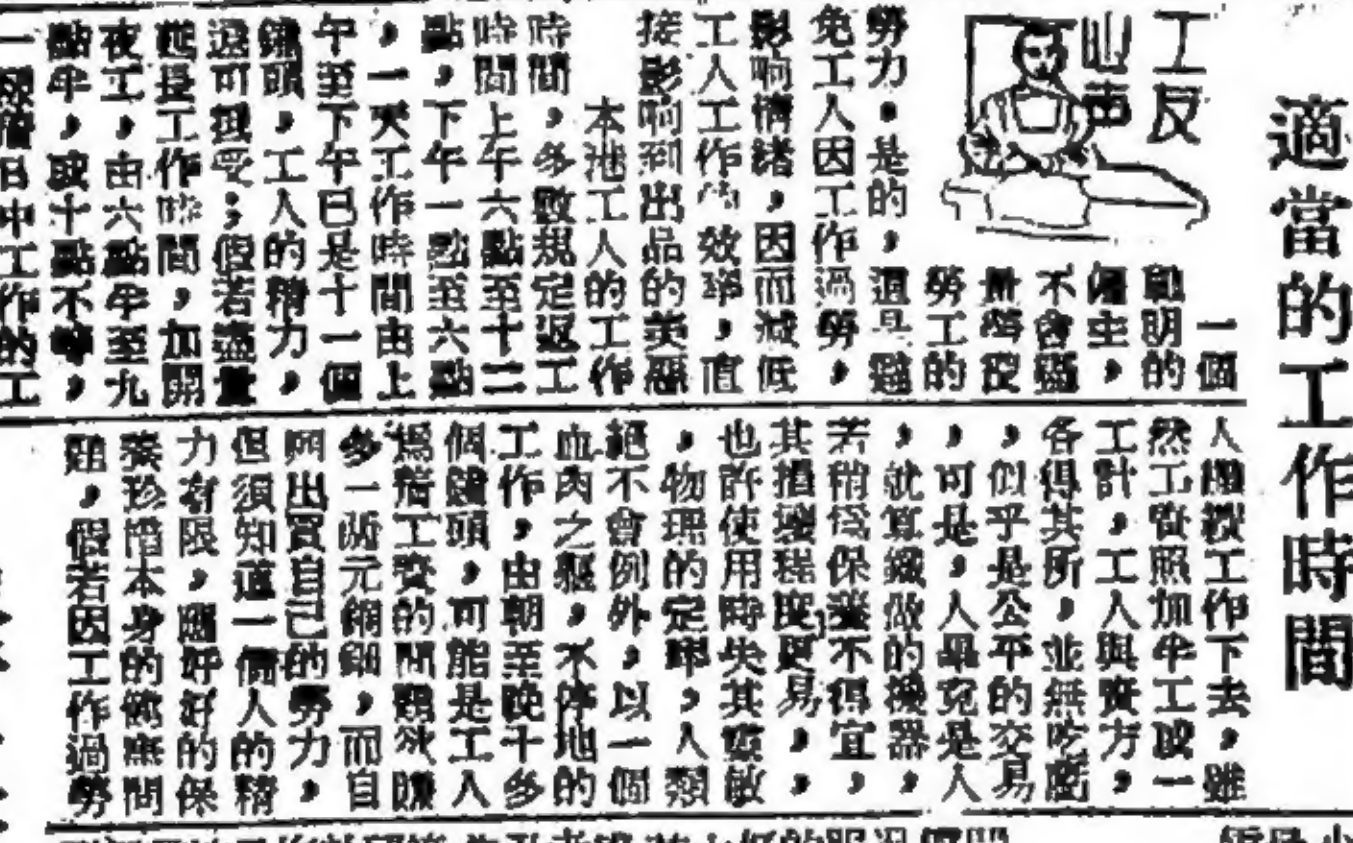 適當的工作時間
工友
心声
一個
聰明的
僱主,
不會壓
榨
勞工的
勞力。是的,這是避
免工人因工作過勞,
影响情緒,因而減低
工人工作的效率,直
接影响到出品的美惡
本地工人的工作
時間,多數規定返工
時間上午六點至十二
點,下午一點至六點
,一天工作時間由上
午至下午已是十一個
鐘頭,工人的精力,
還可抵受;假若盡量
延長工作時間,加開
夜工,由六點半至九
點半,或十點不等,
一般日中工作的工
人繼續工作下去,雖
然工資照加半工或一
工計,工人與資方,
各得其所,並無吃虧
,似乎是公平的交易
,可是,人畢竟是人
,就算鐵做的機器,
若稍為保養不得宜,
其損壞程度更易,
也許使用時失其靈敏
,物理的定律,人類
絕不會例外,以一個
血肉之軀,不停地的
工作,由朝至晚十多
個鐘頭,可能是工人
為着工資的問題欲賺
多一两元錢銀,而自
己出賣自己的勞力,
但須知道一個人的精
力有限,應好好的保
養珍惜本身的健康問
題,假若因工作過勞